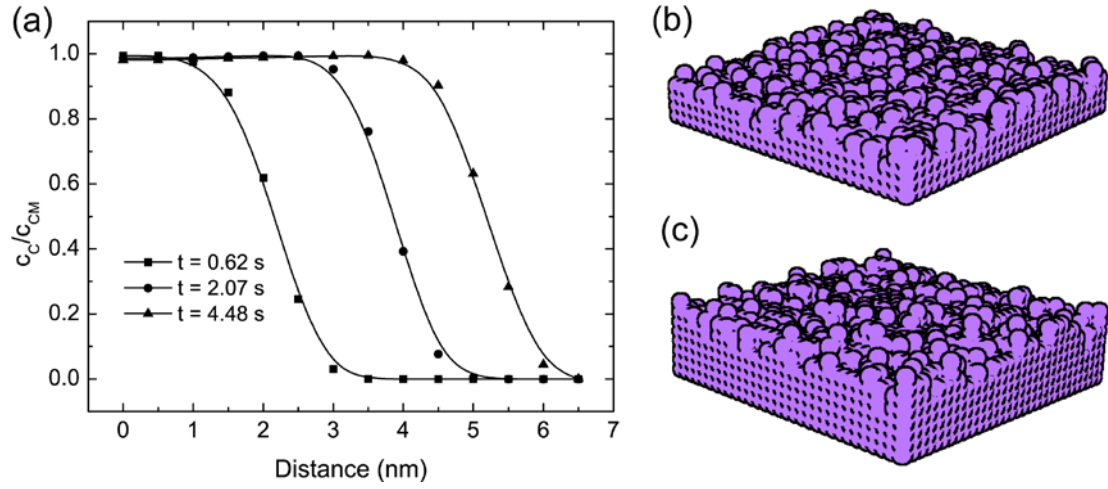 (a)
1.0
0.8
0.6
0.4
0.2
0.0
c_C/c_CM
t = 0.62 s
t = 2.07 s
t = 4.48 s
0 1 2 3 4 5 6 7
Distance (nm)
(b)
(c)